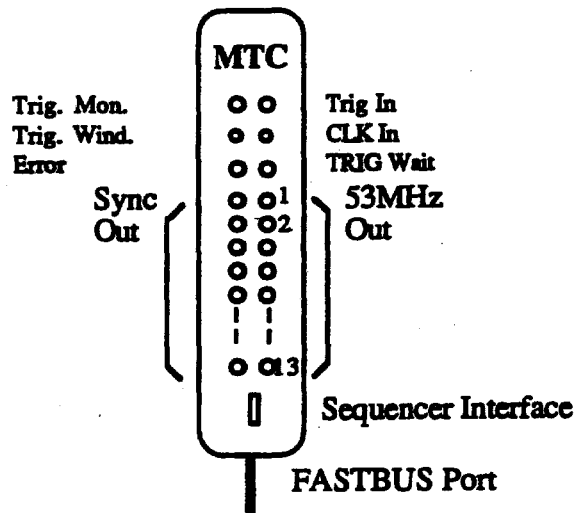 MTC
Trig. Mon.
Trig. Wind.
Error
Trig In
CLK In
TRIG Wait
Sync
Out
1
2
13
53MHz
Out
Sequencer Interface
FASTBUS Port